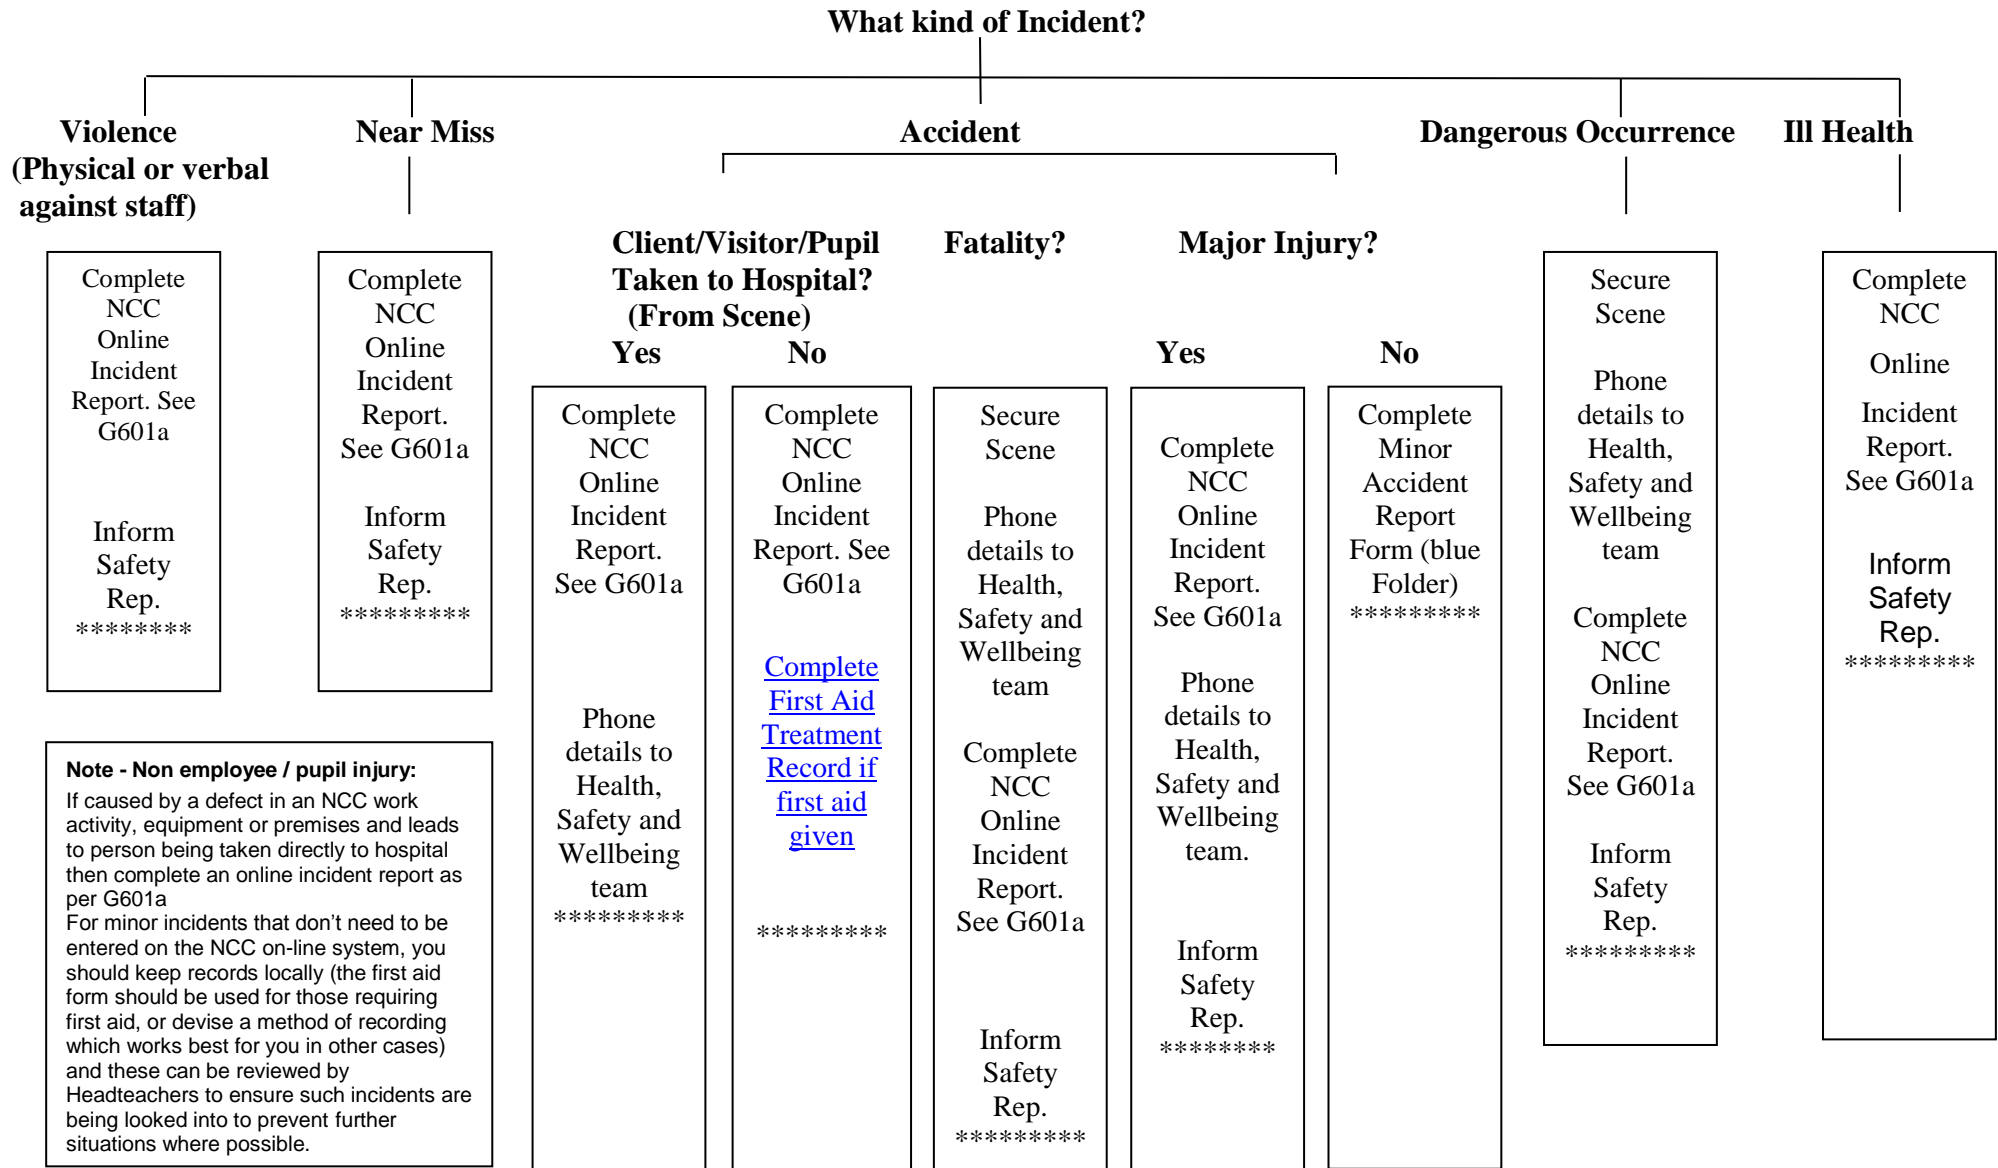 What kind of Incident?
Violence
(Physical or verbal
against staff)
Near Miss
Accident
Dangerous Occurrence
Ill Health
Client/Visitor/Pupil
Taken to Hospital?
(From Scene)
Yes
No
Fatality?
Major Injury?
Yes
No
Complete
NCC
Online
Incident
Report. See
G601a
Inform
Safety
Rep.
********
Complete
NCC
Online
Incident
Report.
See G601a
Inform
Safety
Rep.
*********
Complete
NCC
Online
Incident
Report.
See G601a
Phone
details to
Health,
Safety and
Wellbeing
team
*********
Complete
NCC
Online
Incident
Report. See
G601a
Complete
First Aid
Treatment
Record if
first aid
given
*********
Secure
Scene
Phone
details to
Health,
Safety and
Wellbeing
team
Complete
NCC
Online
Incident
Report.
See G601a
Inform
Safety
Rep.
*********
Complete
NCC
Online
Incident
Report.
See G601a
Phone
details to
Health,
Safety and
Wellbeing
team.
Inform
Safety
Rep.
********
Complete
Minor
Accident
Report
Form (blue
Folder)
*********
Secure
Scene
Phone
details to
Health,
Safety and
Wellbeing
team
Complete
NCC
Online
Incident
Report.
See G601a
Inform
Safety
Rep.
*********
Complete
NCC
Online
Incident
Report.
See G601a
Inform
Safety
Rep.
*********
Note - Non employee / pupil injury:
If caused by a defect in an NCC work
activity, equipment or premises and leads
to person being taken directly to hospital
then complete an online incident report as
per G601a
For minor incidents that don’t need to be
entered on the NCC on-line system, you
should keep records locally (the first aid
form should be used for those requiring
first aid, or devise a method of recording
which works best for you in other cases)
and these can be reviewed by
Headteachers to ensure such incidents are
being looked into to prevent further
situations where possible.